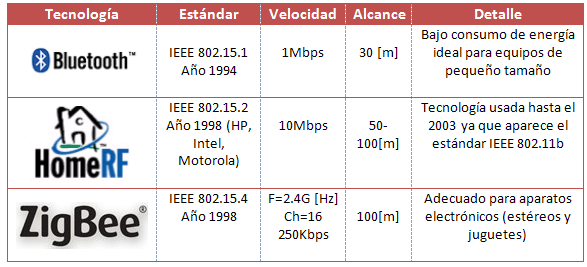 Tecnología Estándar Velocidad Alcance Detalle
Bluetooth™
IEEE 802.15.1
Año 1994
1Mbps
30 [m]
Bajo consumo de energía
ideal para equipos de
pequeño tamaño
HomeRF
IEEE 802.15.2
Año 1998 (HP,
Intel,
Motorola)
10Mbps
50-
100[m]
Tecnología usada hasta el
2003 ya que aparece el
estándar IEEE 802.11b
ZigBee®
IEEE 802.15.4
Año 1998
F=2.4G [Hz]
Ch=16
250Kbps
100[m]
Adecuado para aparatos
electrónicos (estéreos y
juguetes)